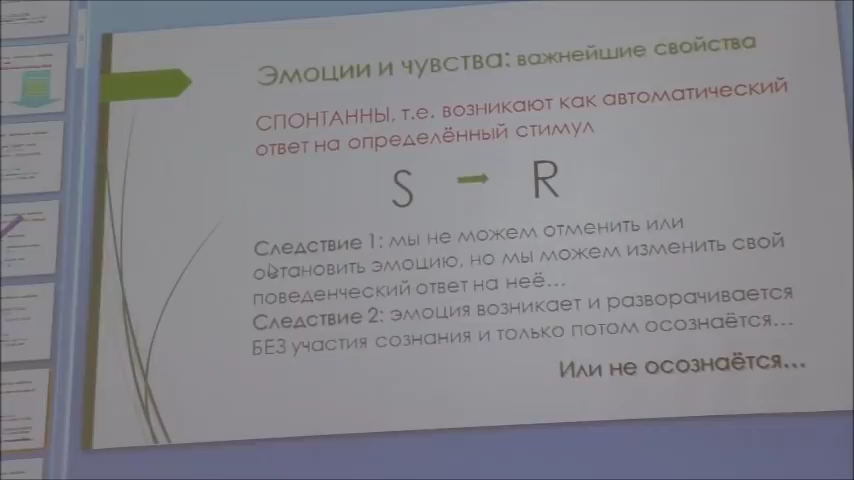 Эмоции и чувства: важнейшие свойства
СПОНТАННЫ, т.е. возникают как автоматический
ответ на определённый стимул
S → R
Следствие 1: мы не можем отменить или
остановить эмоцию, но мы можем изменить свой
поведенческий ответ на неё…
Следствие 2: эмоция возникает и разворачивается
БЕЗ участия сознания и только потом осознаётся…
Или не осознаётся…